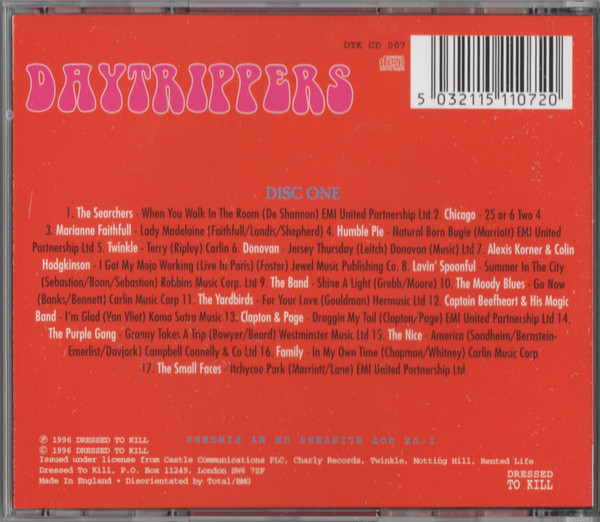 DTK CD 007
DAYTRIPPERS
5 032115 110720
DISC ONE
1. The Searchers - When You Walk In The Room (De Shannon) EMI United Partnership Ltd 2. Chicago - 25 or 6 Two 4
3. Marianne Faithfull - Lady Madelaine (Faithfull/Landis/Shepherd) 4. Humble Pie - Natural Born Bugie (Marriott) EMI United
Partnership Ltd 5. Twinkle - Terry (Ripley) Carlin 6. Donovan - Jersey Thursday (Leitch) Donovan (Music) Ltd 7. Alexis Korner & Colin
Hodgkinson - I Got My Mojo Working (Live In Paris) (Foster) Jewel Music Publishing Co. 8. Lovin' Spoonful - Summer In The City
(Sebastion/Boon/Sebastion) Robbins Music Corp. Ltd 9. The Band - Shine A Light (Grebb/Moore) 10. The Moody Blues - Go Now
(Banks/Bennett) Carlin Music Corp 11. The Yardbirds - For Your Love (Gouldman) Hermusic Ltd 12. Captain Beefheart & His Magic
Band - I'm Glad (Van Vliet) Kama Sutra Music 13. Clapton & Page - Draggin My Tail (Clapton/Page) EMI United Partnership Ltd 14.
The Purple Gang - Granny Takes A Trip (Bowyer/Beard) Westminster Music Ltd 15. The Nice - America (Sondheim/Bernstein-
Emerlist/Davjack) Campbell Connelly & Co Ltd 16. Family - In My Own Time (Chapman/Whitney) Carlin Music Corp
17. The Small Faces - Itchycoo Park (Marriott/Lane) EMI United Partnership Ltd
I'VE GOT BLISTERS ON MY FINGERS
℗ 1996 DRESSED TO KILL
© 1996 DRESSED TO KILL
Issued under license from Castle Communications PLC, Charly Records, Twinkle, Notting Hill, Rented Life
Dressed To Kill, P.O. Box 11249, London SW6 7ZF
Made In England • Disorientated by Total/BMG
DRESSED
TO KILL